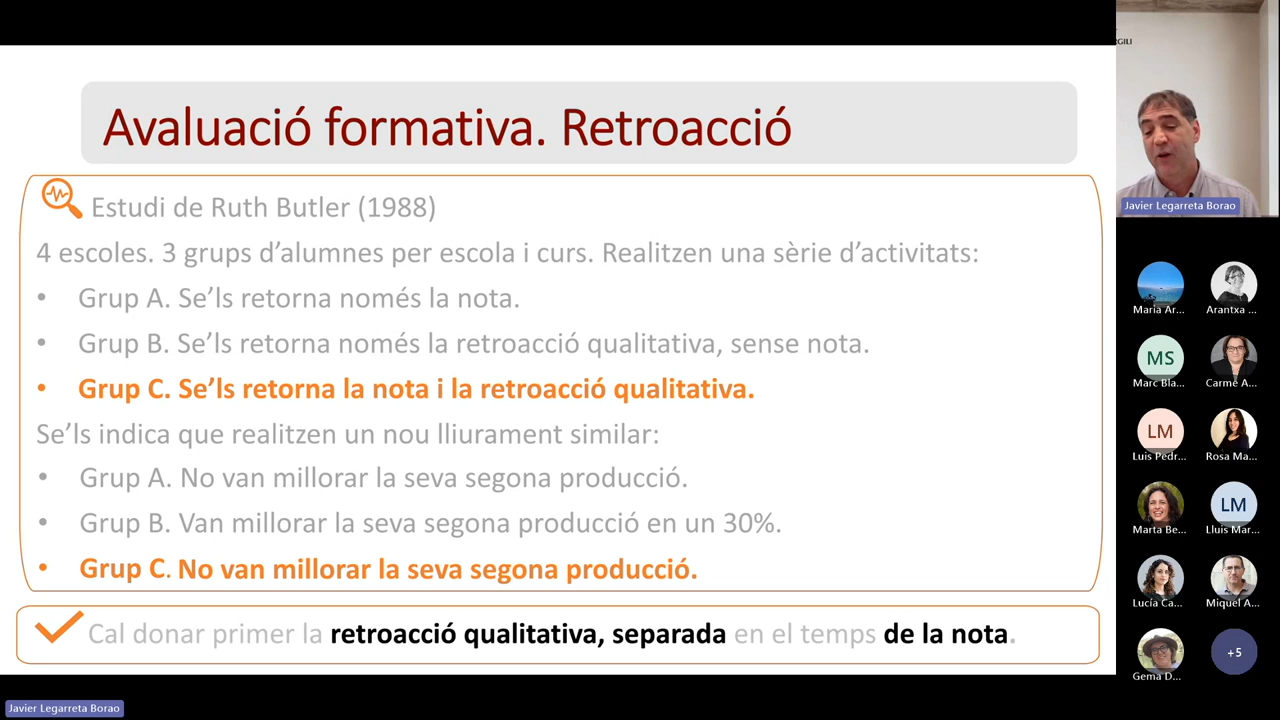 Avaluació formativa. Retroacció
Estudi de Ruth Butler (1988)
4 escoles. 3 grups d’alumnes per escola i curs. Realitzen una sèrie d’activitats:
• Grup A. Se’ls retorna només la nota.
• Grup B. Se’ls retorna només la retroacció qualitativa, sense nota.
• Grup C. Se’ls retorna la nota i la retroacció qualitativa.
Se’ls indica que realitzen un nou lliurament similar:
• Grup A. No van millorar la seva segona producció.
• Grup B. Van millorar la seva segona producció en un 30%.
• Grup C. No van millorar la seva segona producció.
Cal donar primer la retroacció qualitativa, separada en el temps de la nota.
Javier Legarreta Borao
RGILI
Javier Legarreta Borao
Maria Ar...
Arantxa ...
MS
Marc Bla...
Carme A...
LM
Luis Pedr...
Rosa Ma...
Marta Be...
LM
Lluis Mar...
Lucía Ca...
Miquel A...
Gema D...
+5